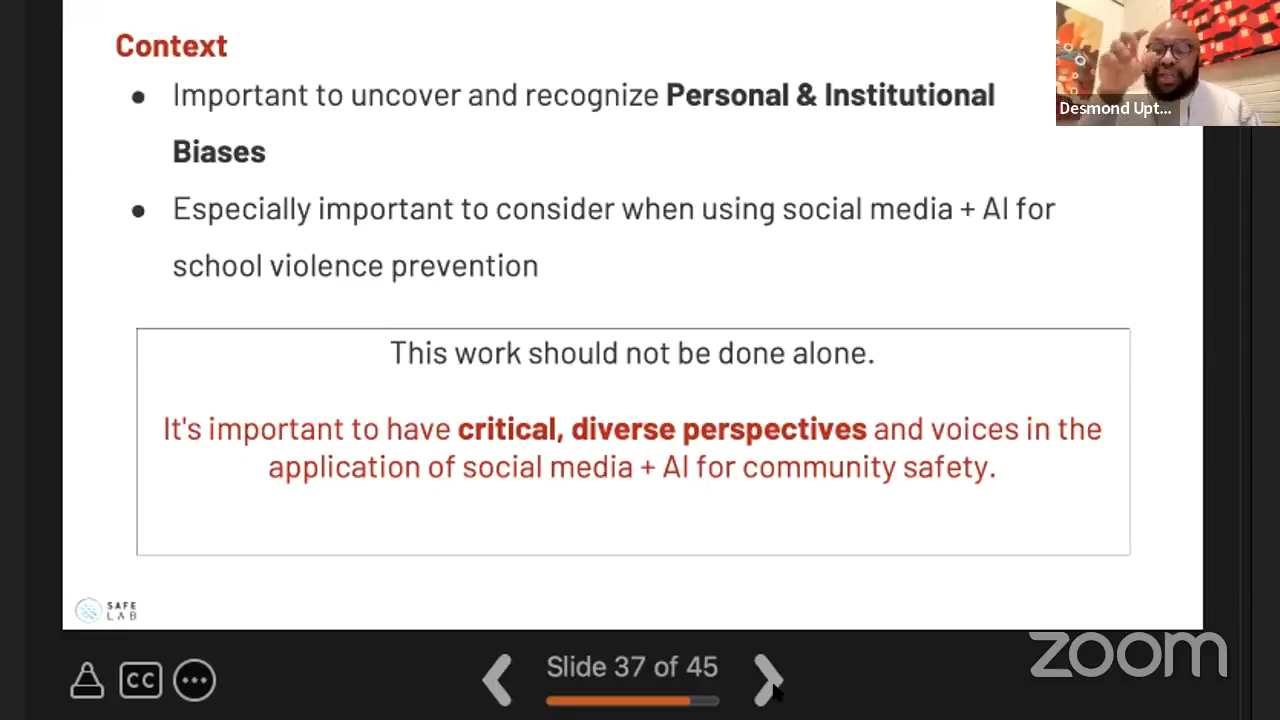 Context
● Important to uncover and recognize Personal & Institutional
Biases
● Especially important to consider when using social media + AI for
school violence prevention
This work should not be done alone.
It's important to have critical, diverse perspectives and voices in the
application of social media + AI for community safety.
SAFE
LAB
Desmond Upt...
CC
Slide 37 of 45
zoom